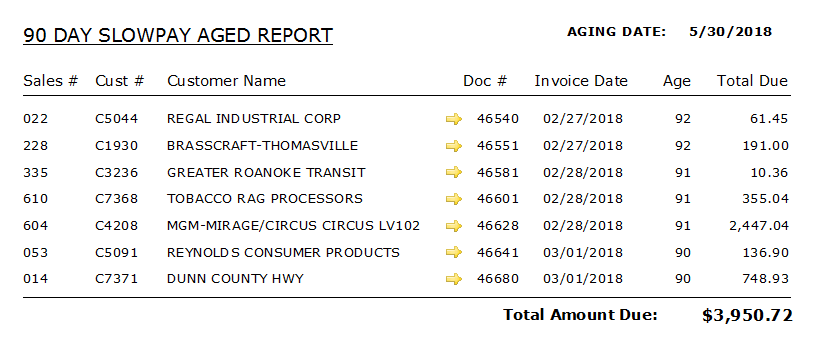 90 DAY SLOWPAY AGED REPORT AGING DATE: 5/30/2018
Sales # Cust # Customer Name Doc # Invoice Date Age Total Due
022 C5044 REGAL INDUSTRIAL CORP 46540 02/27/2018 92 61.45
228 C1930 BRASSCRAFT-THOMASVILLE 46551 02/27/2018 92 191.00
335 C3236 GREATER ROANOKE TRANSIT 46581 02/28/2018 91 10.36
610 C7368 TOBACCO RAG PROCESSORS 46601 02/28/2018 91 355.04
604 C4208 MGM-MIRAGE/CIRCUS CIRCUS LV102 46628 02/28/2018 91 2,447.04
053 C5091 REYNOLDS CONSUMER PRODUCTS 46641 03/01/2018 90 136.90
014 C7371 DUNN COUNTY HWY 46680 03/01/2018 90 748.93
Total Amount Due: $3,950.72